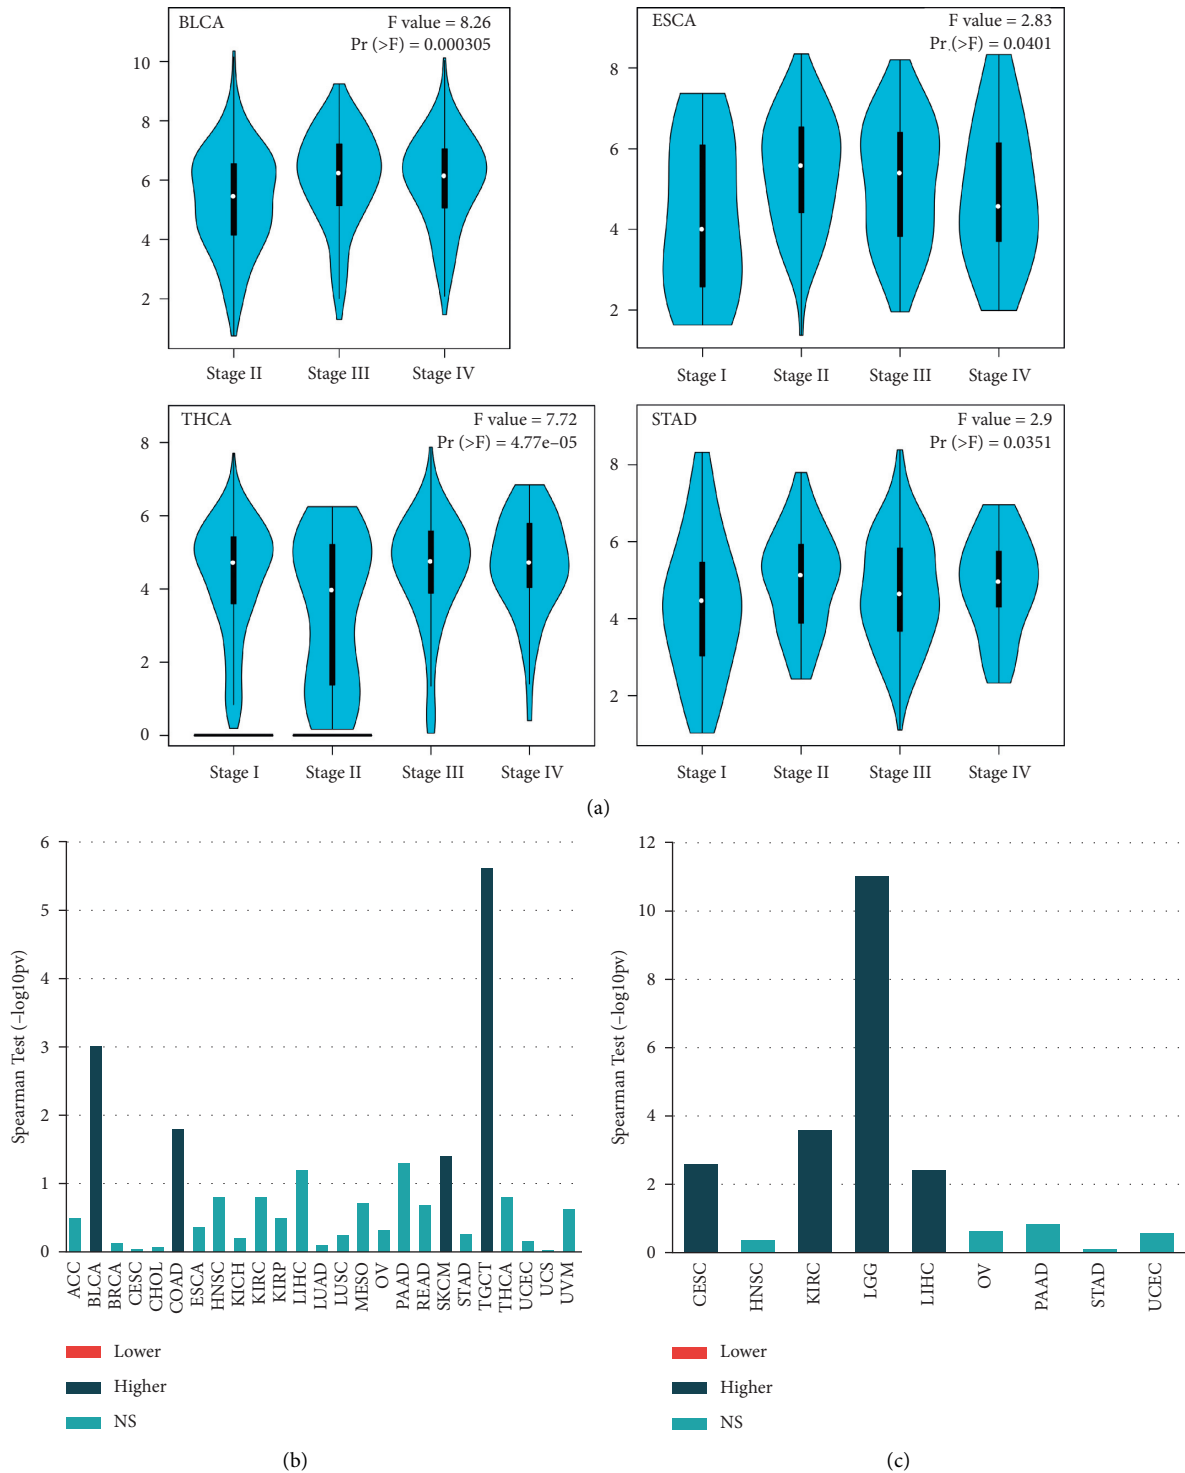 BLCA
F value = 8.26
Pr (>F) = 0.000305
10
8
6
4
2
Stage II
Stage III
Stage IV
ESCA
F value = 2.83
Pr (>F) = 0.0401
8
6
4
2
Stage I
Stage II
Stage III
Stage IV
THCA
F value = 7.72
Pr (>F) = 4.77e–05
8
6
4
2
0
Stage I
Stage II
Stage III
Stage IV
STAD
F value = 2.9
Pr (>F) = 0.0351
8
6
4
2
Stage I
Stage II
Stage III
Stage IV
(a)
Spearman Test (–log10pv)
6
5
4
3
2
1
0
ACC
BLCA
BRCA
CESC
CHOL
COAD
ESCA
HNSC
KICH
KIRC
KIRP
LIHC
LUAD
LUSC
MESO
OV
PAAD
READ
SKCM
STAD
TGCT
THCA
UCEC
UCS
UVM
Lower
Higher
NS
(b)
Spearman Test (–log10pv)
12
10
8
6
4
2
0
CESC
HNSC
KIRC
LGG
LIHC
OV
PAAD
STAD
UCEC
Lower
Higher
NS
(c)